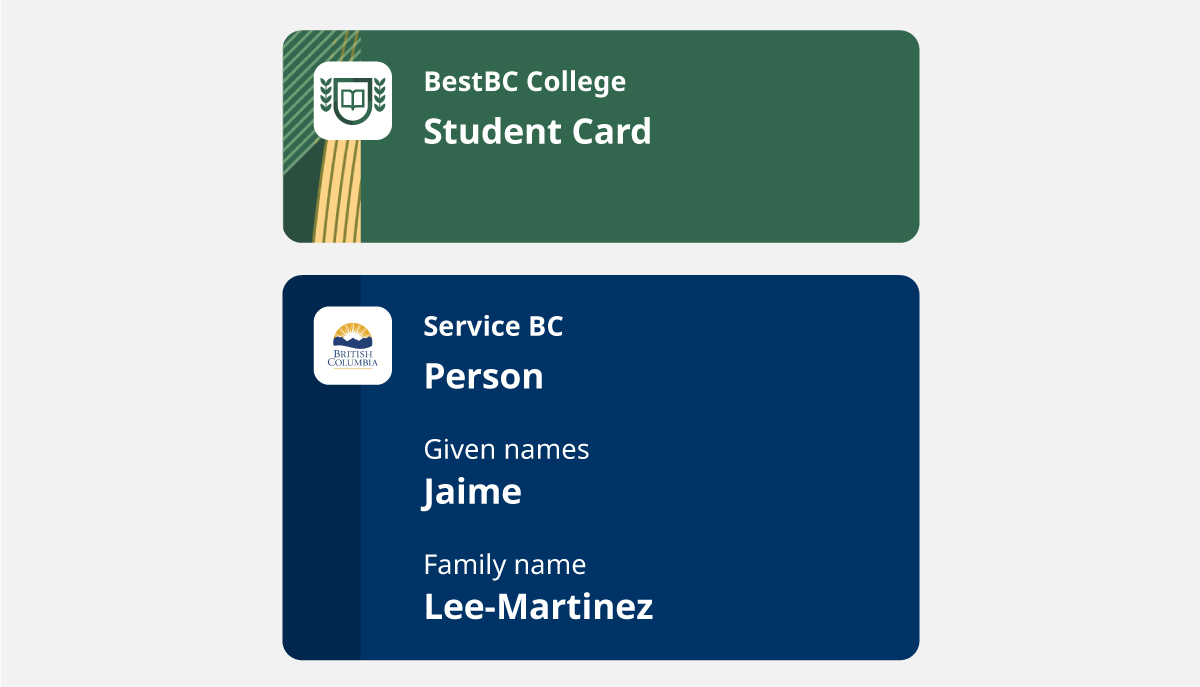 BestBC College
Student Card
Service BC
BRITISH
COLUMBIA
Person
Given names
Jaime
Family name
Lee-Martinez